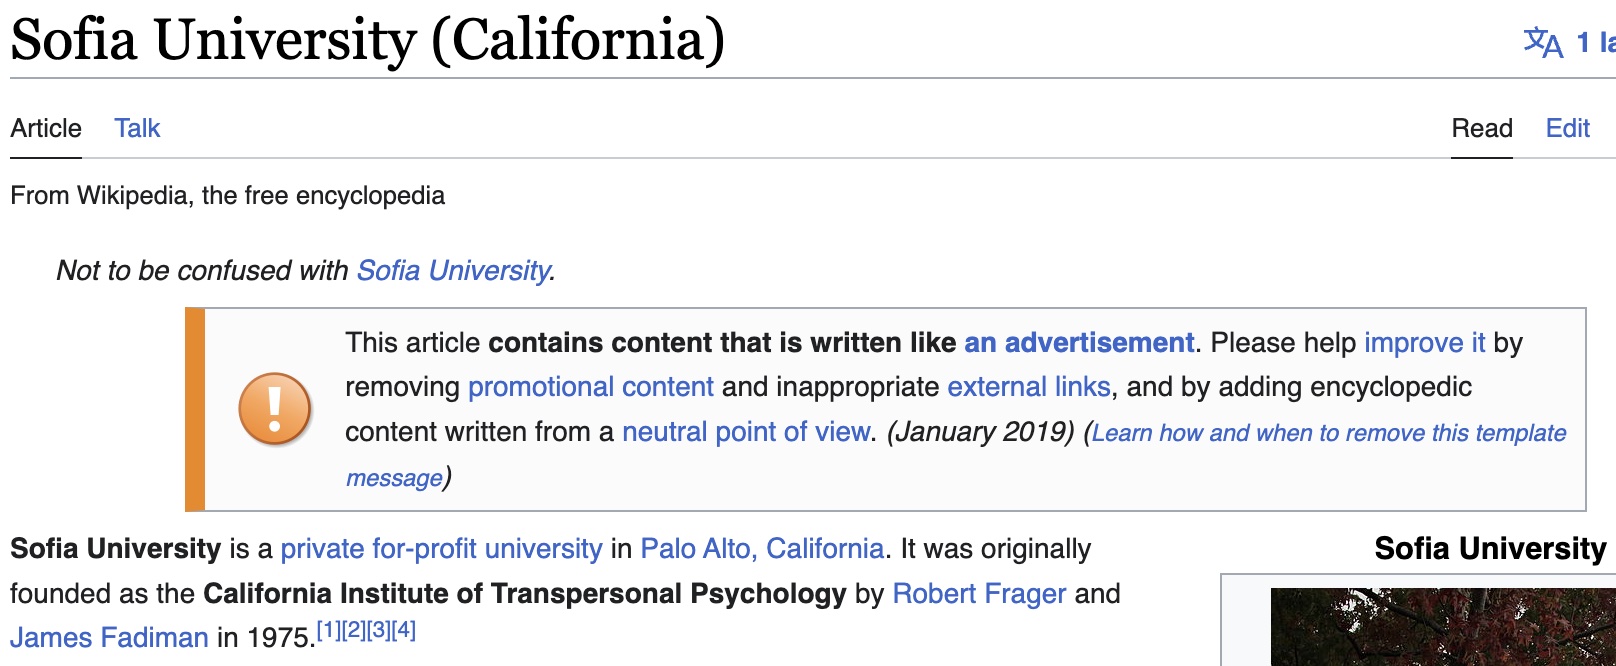 Sofia University (California)
文A 1 la
Article Talk Read Edit
From Wikipedia, the free encyclopedia
Not to be confused with Sofia University.
This article contains content that is written like an advertisement. Please help improve it by
removing promotional content and inappropriate external links, and by adding encyclopedic
content written from a neutral point of view. (January 2019) (Learn how and when to remove this template
message)
Sofia University is a private for-profit university in Palo Alto, California. It was originally
founded as the California Institute of Transpersonal Psychology by Robert Frager and
James Fadiman in 1975.[1][2][3][4]
Sofia University